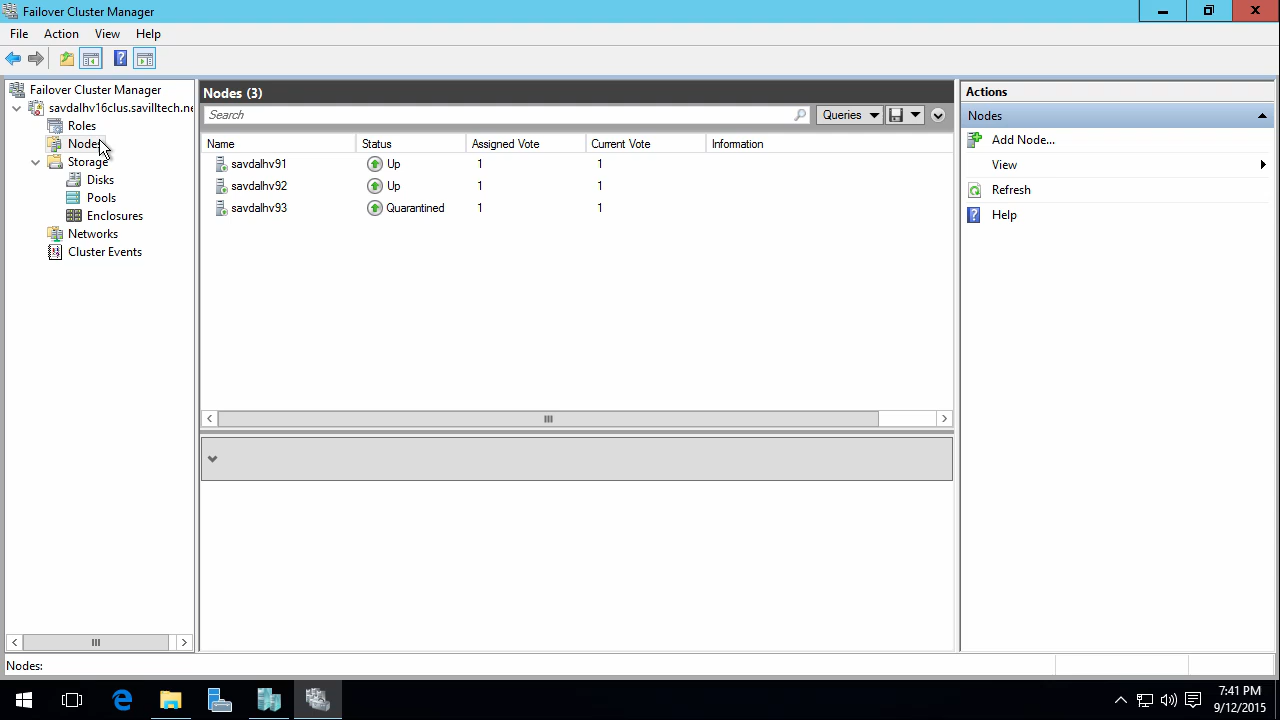 Failover Cluster Manager
File Action View Help
Failover Cluster Manager
savdalhv16clus.savilltech.ne
Roles
Nodes
Storage
Disks
Pools
Enclosures
Networks
Cluster Events
Nodes (3)
Search
Queries
Name Status Assigned Vote Current Vote Information
savdalhv91 Up 1 1
savdalhv92 Up 1 1
savdalhv93 Quarantined 1 1
Actions
Nodes
Add Node...
View
Refresh
Help
Nodes:
7:41 PM
9/12/2015